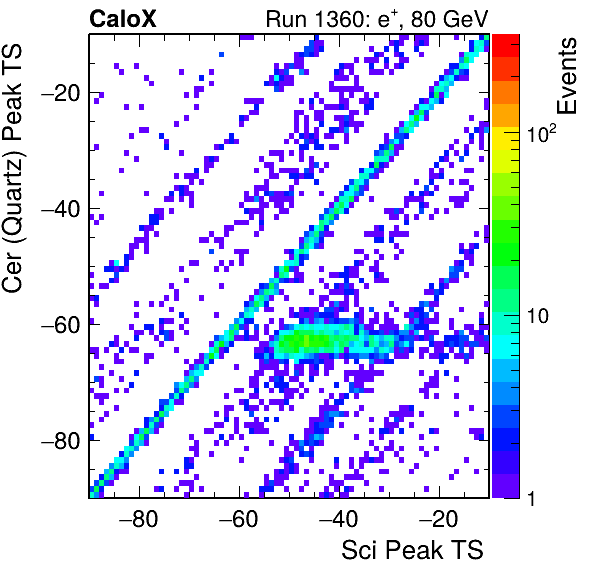 CaloX Run 1360: e⁺, 80 GeV
Cer (Quartz) Peak TS
−20
−40
−60
−80
−80 −60 −40 −20
Sci Peak TS
Events
10²
10
1